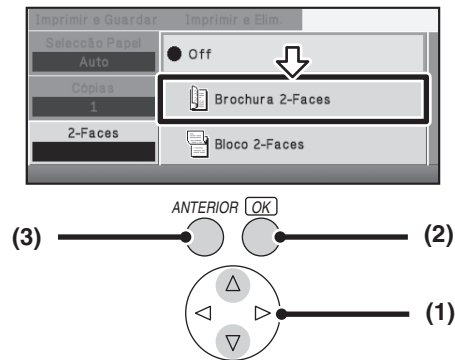 Imprimir e Guardar Imprimir e Elim.
Selecção Papel
Auto
Off
Cópias
1
Brochura 2-Faces
2-Faces
Bloco 2-Faces
ANTERIOR OK
(3) (2)
(1)